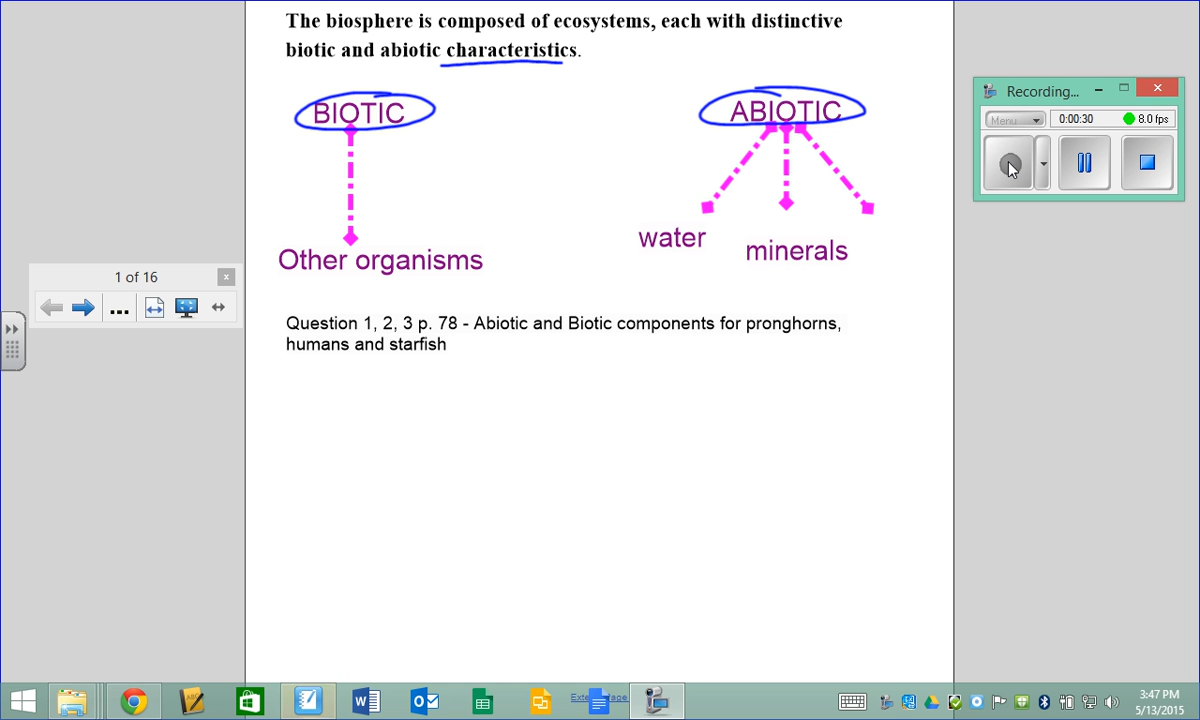 The biosphere is composed of ecosystems, each with distinctive
biotic and abiotic characteristics.
BIOTIC
ABIOTIC
Other organisms
water
minerals
Question 1, 2, 3 p. 78 - Abiotic and Biotic components for pronghorns,
humans and starfish
1 of 16
...
Recording...
Menu
0:00:30
8.0 fps
3:47 PM
5/13/2015